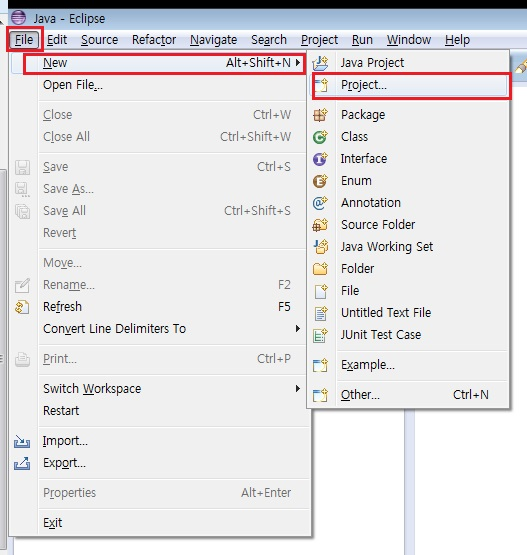 Java - Eclipse
File Edit Source Refactor Navigate Search Project Run Window Help
New Alt+Shift+N
Open File...
Close Ctrl+W
Close All Ctrl+Shift+W
Save Ctrl+S
Save As...
Save All Ctrl+Shift+S
Revert
Move...
Rename... F2
Refresh F5
Convert Line Delimiters To
Print... Ctrl+P
Switch Workspace
Restart
Import...
Export...
Properties Alt+Enter
Exit
Java Project
Project...
Package
Class
Interface
Enum
Annotation
Source Folder
Java Working Set
Folder
File
Untitled Text File
JUnit Test Case
Example...
Other... Ctrl+N